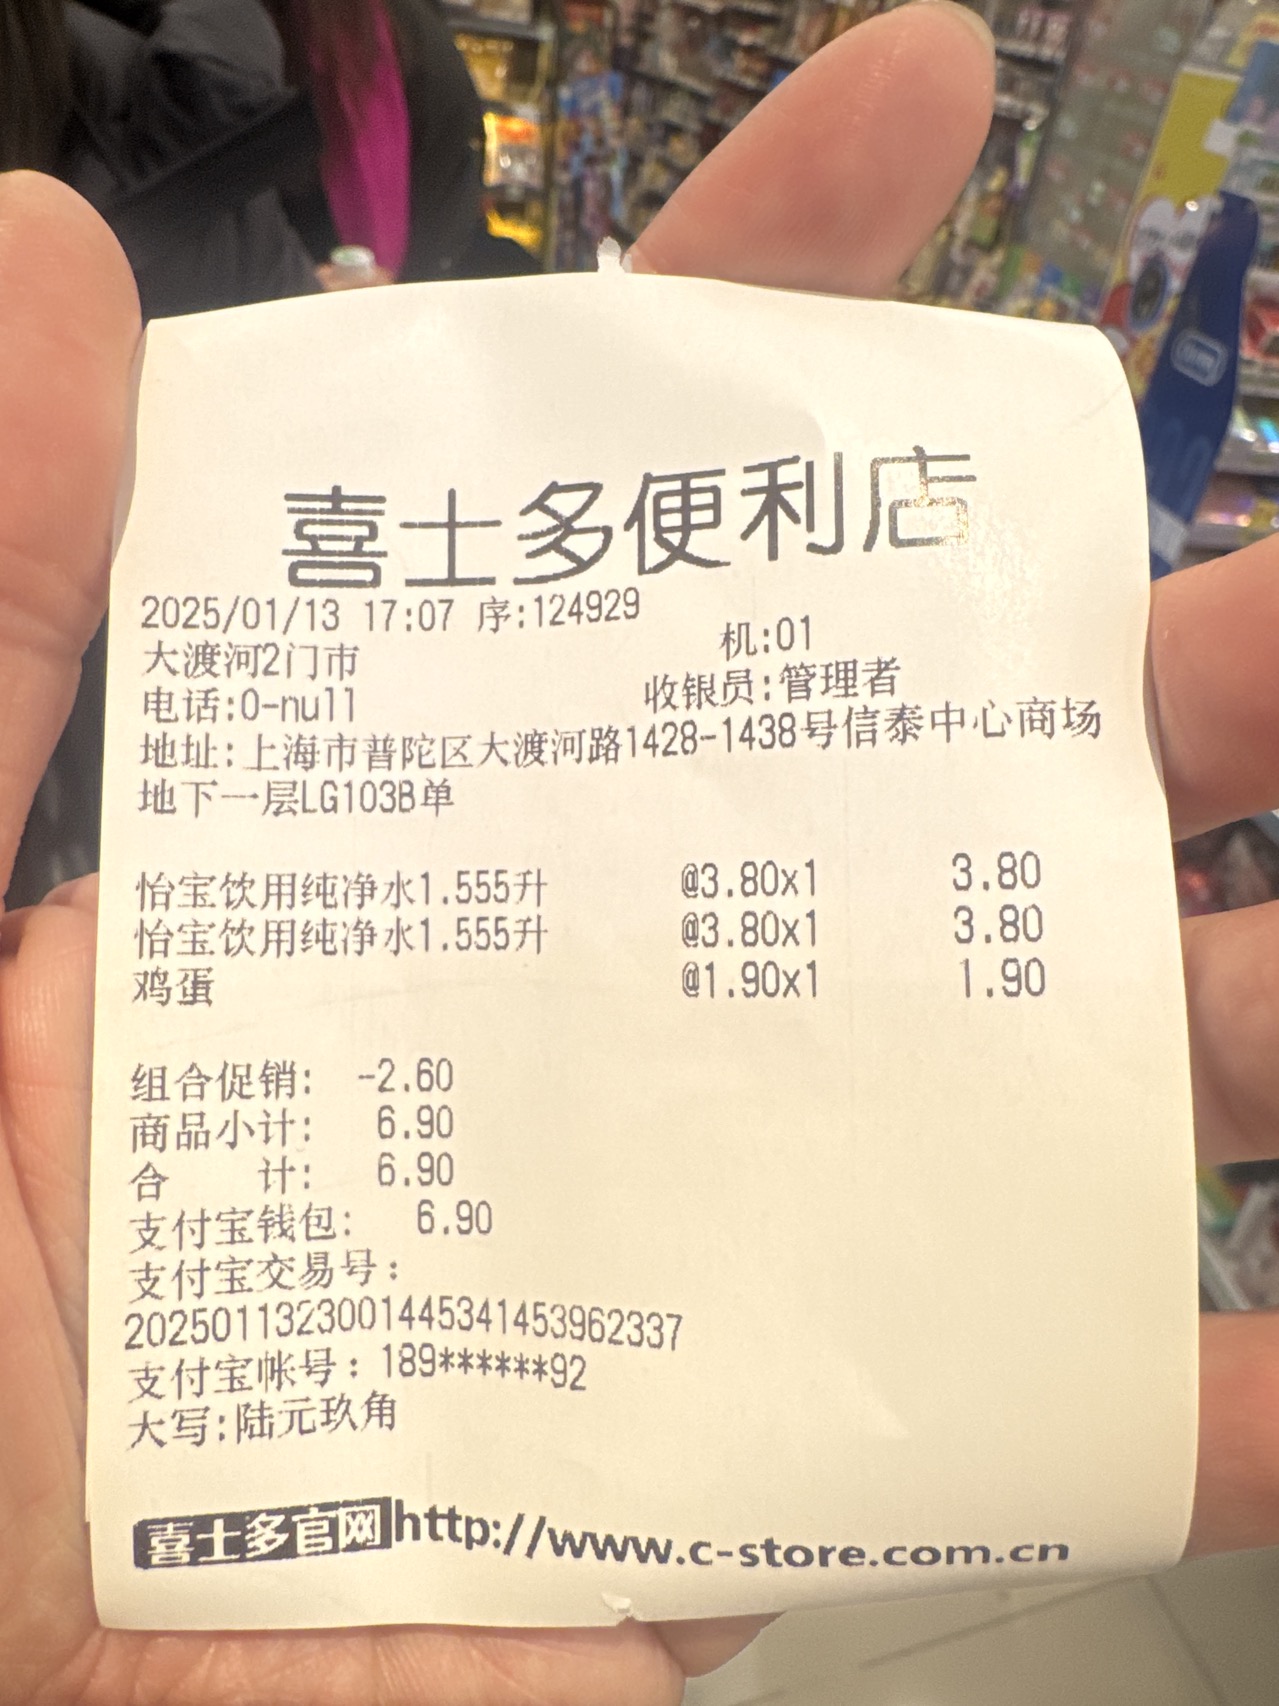 喜士多便利店
2025/01/13 17:07 序:124929
大渡河2门市 机:01
电话:0-null 收银员:管理者
地址:上海市普陀区大渡河路1428-1438号信泰中心商场
地下一层LG103B单
怡宝饮用纯净水1.555升 @3.80x1 3.80
怡宝饮用纯净水1.555升 @3.80x1 3.80
鸡蛋 @1.90x1 1.90
组合促销: -2.60
商品小计: 6.90
合 计: 6.90
支付宝钱包: 6.90
支付宝交易号:
2025011323001445341453962337
支付宝帐号:189******92
大写:陆元玖角
喜士多官网http://www.c-store.com.cn